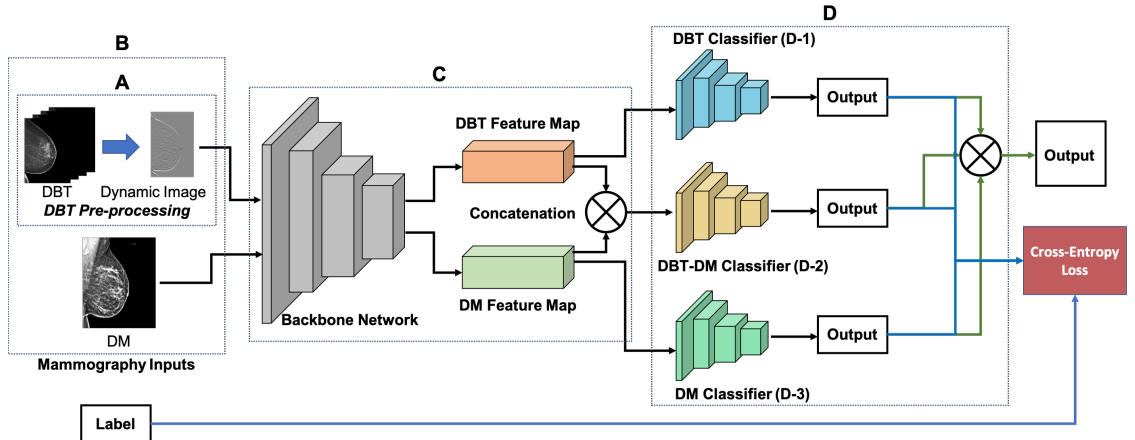 B
A
DBT
Dynamic Image
DBT Pre-processing
DM
Mammography Inputs
C
Backbone Network
DBT Feature Map
Concatenation
DM Feature Map
D
DBT Classifier (D-1)
Output
DBT-DM Classifier (D-2)
Output
DM Classifier (D-3)
Output
Output
Cross-Entropy
Loss
Label